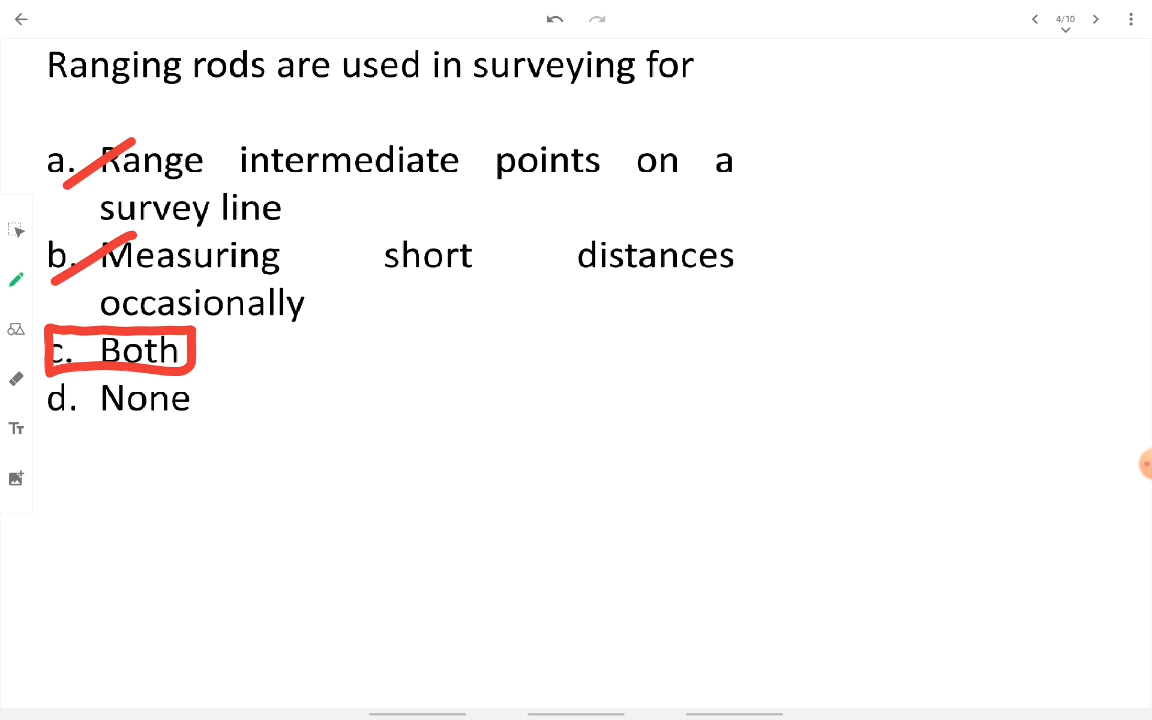 4/10
Ranging rods are used in surveying for
a. Range intermediate points on a
survey line
b. Measuring short distances
occasionally
c. Both
d. None
Tт